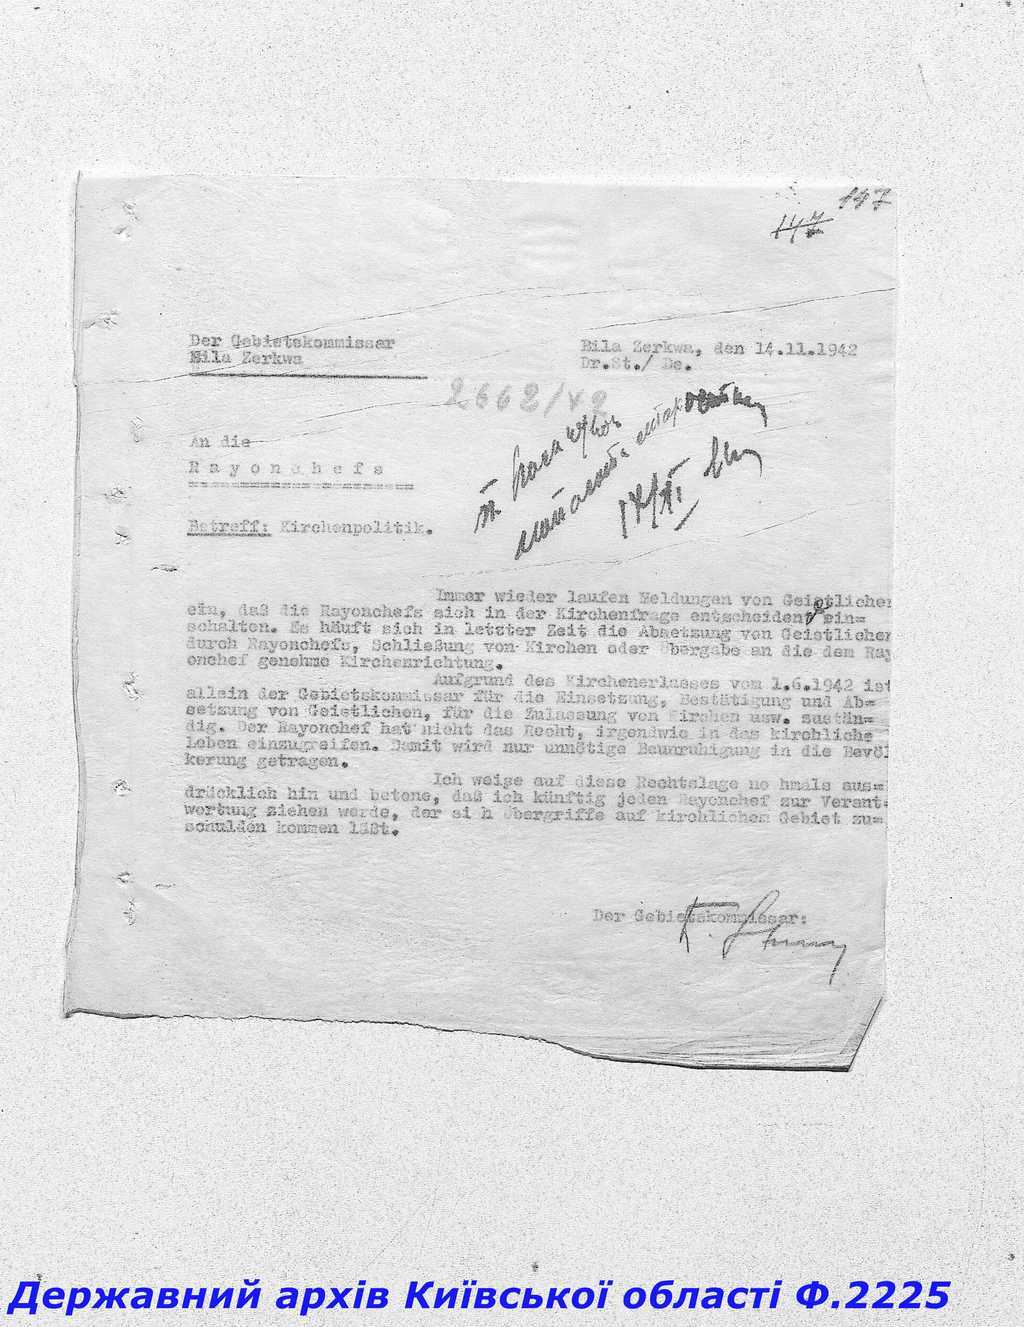 147
147
Der Gebietskommissar
Bila Zerkwa
Bila Zerkwa, den 14.11.1942
Dr.St./ De.
2662/42
An die
Rayonchefs
Betreff: Kirchenpolitik.
Immer wieder laufen Meldungen von Geistlichen
ein, daß die Rayonchefs sich in der Kirchenfrage entscheidend ein=
schalten. Es häuft sich in letzter Zeit die Absetzung von Geistlichen
durch Rayonchefs, Schließung von Kirchen oder Übergabe an die dem Ray
onchef genehme Kirchenrichtung.
Aufgrund des Kirchenerlasses vom 1.6.1942 ist
allein der Gebietskommissar für die Einsetzung, Bestätigung und Ab=
setzung von Geistlichen, für die Zulassung von Kirchen usw. zustän=
dig. Der Rayonchef hat nicht das Recht, irgendwie in das kirchliche
Leben einzugreifen. Damit wird nur unnötige Beunruhigung in die Bevöl
kerung getragen.
Ich weise auf diese Rechtslage no hmals aus=
drücklich hin und betone, daß ich künftig jeden Rayonchef zur Verant=
wortung ziehen werde, der si h Übergriffe auf kirchlichem Gebiet zu=
schulden kommen läßt.
Der Gebietskommissar:
Державний архів Київської області Ф.2225